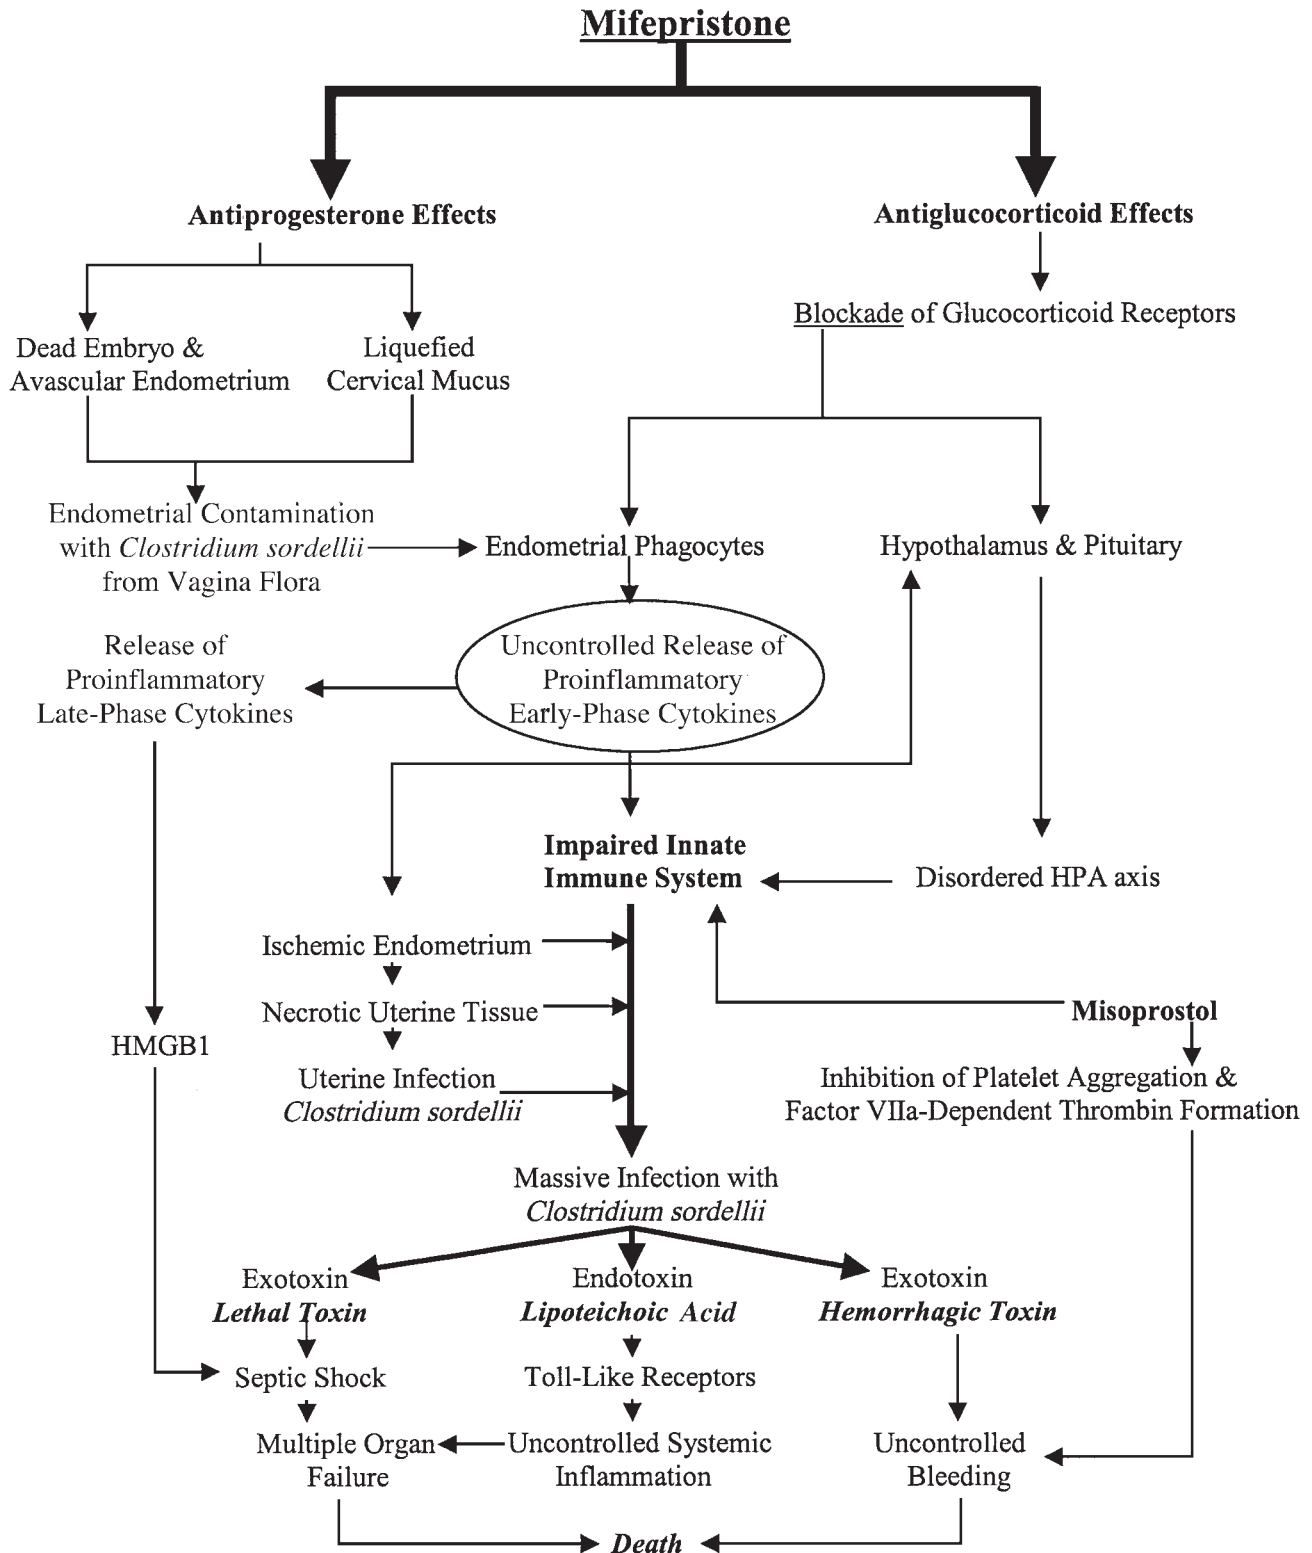 Mifepristone
Antiprogesterone Effects
Antiglucocorticoid Effects
Blockade of Glucocorticoid Receptors
Dead Embryo &
Avascular Endometrium
Liquefied
Cervical Mucus
Endometrial Contamination
with Clostridium sordellii
from Vagina Flora
Endometrial Phagocytes
Hypothalamus & Pituitary
Release of
Proinflammatory
Late-Phase Cytokines
Uncontrolled Release of
Proinflammatory
Early-Phase Cytokines
Impaired Innate
Immune System
Disordered HPA axis
Ischemic Endometrium
Necrotic Uterine Tissue
Misoprostol
HMGB1
Uterine Infection
Clostridium sordellii
Inhibition of Platelet Aggregation &
Factor VIIa-Dependent Thrombin Formation
Massive Infection with
Clostridium sordellii
Exotoxin
Lethal Toxin
Endotoxin
Lipoteichoic Acid
Exotoxin
Hemorrhagic Toxin
Septic Shock
Toll-Like Receptors
Multiple Organ
Failure
Uncontrolled Systemic
Inflammation
Uncontrolled
Bleeding
Death